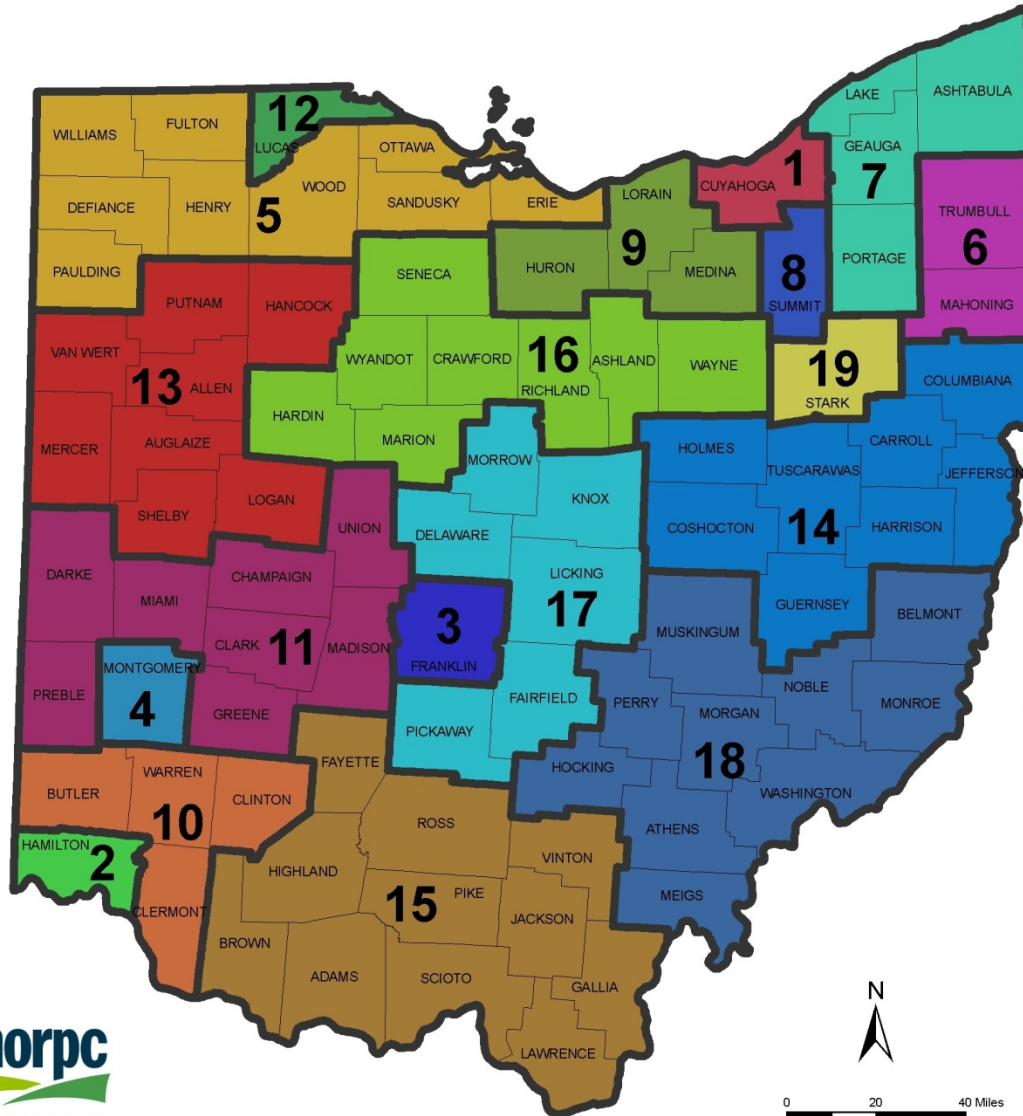 LAKE
ASHTABULA
12
FULTON
WILLIAMS
LUCAS
OTTAWA
GEAUGA
1
7
CUYAHOGA
WOOD
LORAIN
SANDUSKY
ERIE
DEFIANCE
HENRY
5
TRUMBULL
6
9
PORTAGE
HURON
MEDINA
8
PAULDING
SENECA
SUMMIT
MAHONING
PUTNAM
HANCOCK
VAN WERT
WYANDOT
CRAWFORD
16
ASHLAND
WAYNE
19
13
ALLEN
RICHLAND
COLUMBIANA
STARK
HARDIN
MERCER
AUGLAIZE
MARION
HOLMES
CARROLL
MORROW
TUSCARAWAS
JEFFERSON
LOGAN
KNOX
SHELBY
UNION
DELAWARE
COSHOCTON
14
HARRISON
DARKE
CHAMPAIGN
LICKING
MIAMI
17
GUERNSEY
BELMONT
3
MUSKINGUM
CLARK
11
MADISON
FRANKLIN
MONTGOMERY
PREBLE
4
GREENE
FAIRFIELD
PERRY
NOBLE
MORGAN
MONROE
PICKAWAY
FAYETTE
HOCKING
18
WARREN
BUTLER
CLINTON
WASHINGTON
10
ROSS
ATHENS
HAMILTON
2
VINTON
HIGHLAND
PIKE
MEIGS
15
CLERMONT
JACKSON
BROWN
ADAMS
SCIOTO
GALLIA
N
LAWRENCE
norpc
0 20 40 Miles